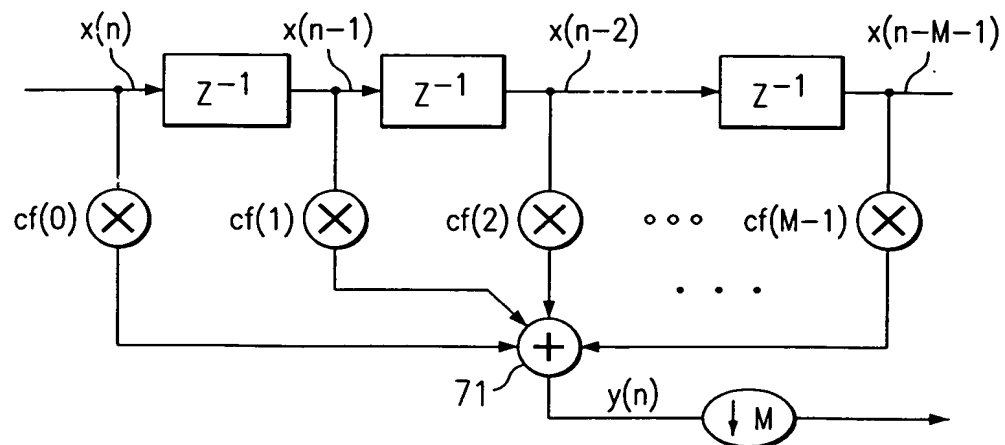 x(n) x(n-1) x(n-2) x(n-M-1)
Z⁻¹ Z⁻¹ Z⁻¹
cf(0) cf(1) cf(2) cf(M-1)
71
y(n) ↓ M